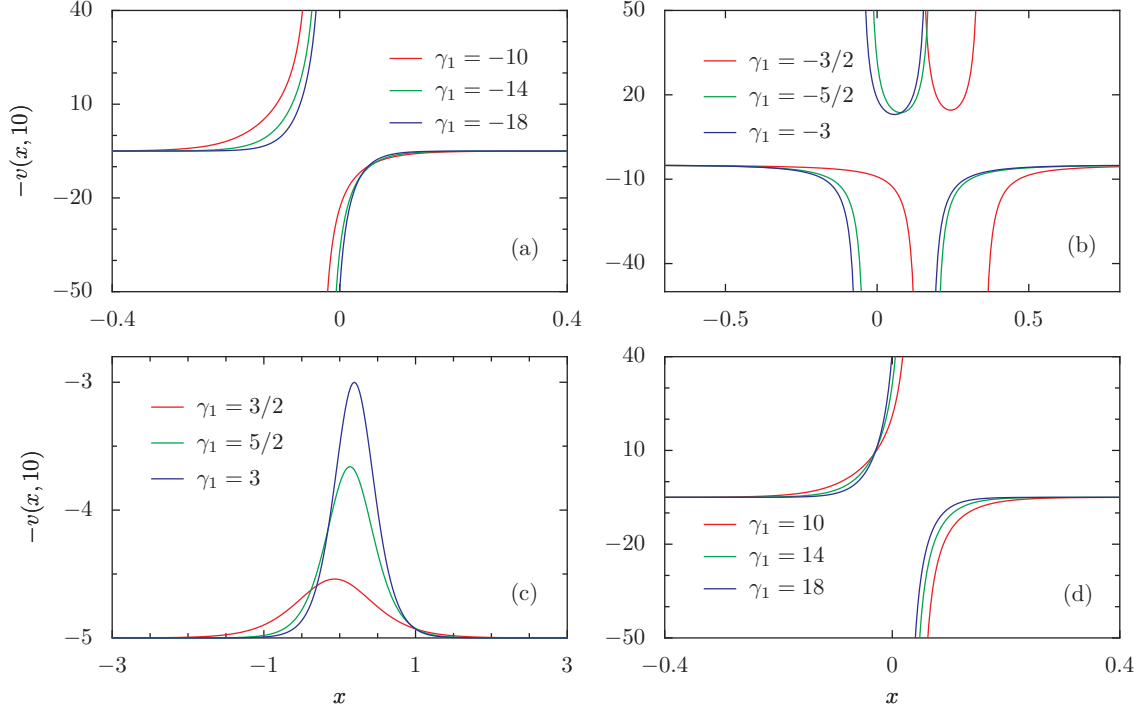 40
10
−20
−50
−v(x, 10)
γ₁ = −10
γ₁ = −14
γ₁ = −18
(a)
−0.4
0
0.4
50
20
−10
−40
γ₁ = −3/2
γ₁ = −5/2
γ₁ = −3
(b)
−0.5
0
0.5
−3
−4
−5
−v(x, 10)
γ₁ = 3/2
γ₁ = 5/2
γ₁ = 3
(c)
−3
−1
1
3
x
40
10
−20
−50
γ₁ = 10
γ₁ = 14
γ₁ = 18
(d)
−0.4
0
0.4
x